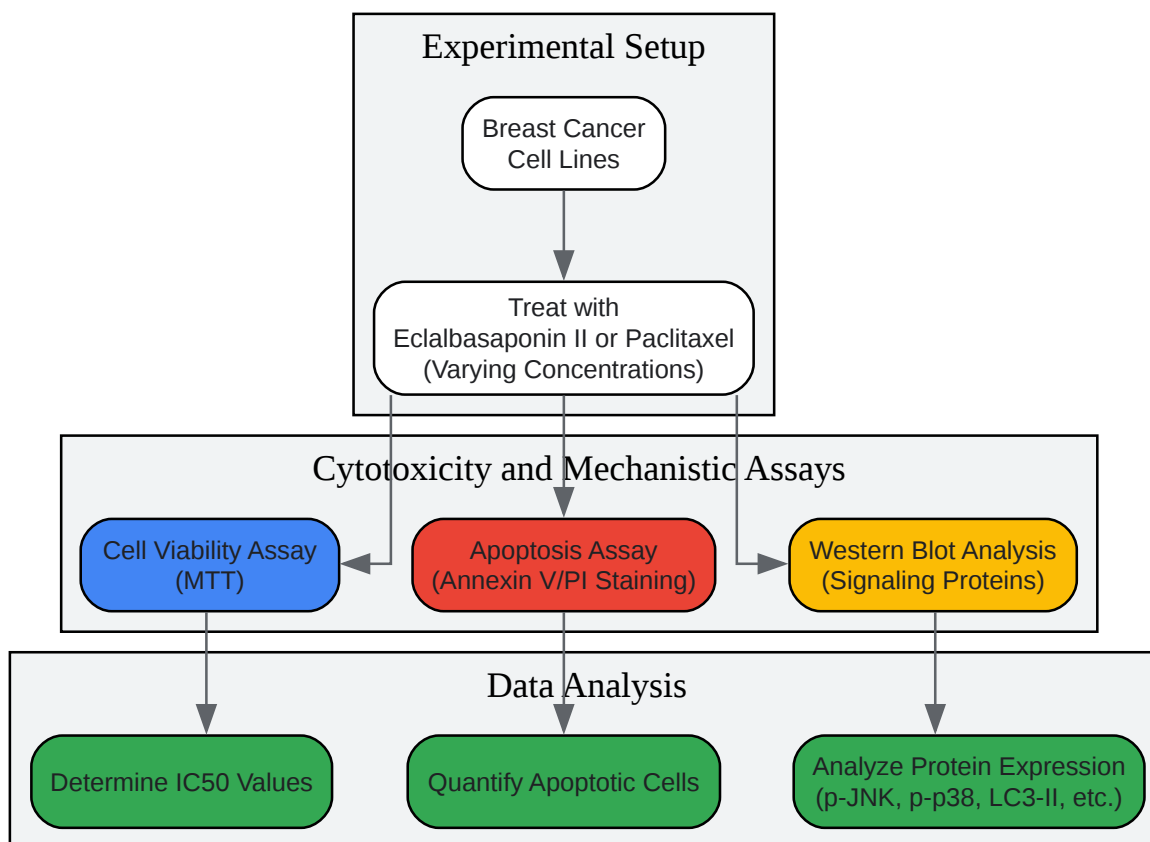 Experimental Setup
Breast Cancer
Cell Lines
Treat with
Eclalbasaponin II or Paclitaxel
(Varying Concentrations)
Cytotoxicity and Mechanistic Assays
Cell Viability Assay
(MTT)
Apoptosis Assay
(Annexin V/PI Staining)
Western Blot Analysis
(Signaling Proteins)
Data Analysis
Determine IC50 Values
Quantify Apoptotic Cells
Analyze Protein Expression
(p-JNK, p-p38, LC3-II, etc.)